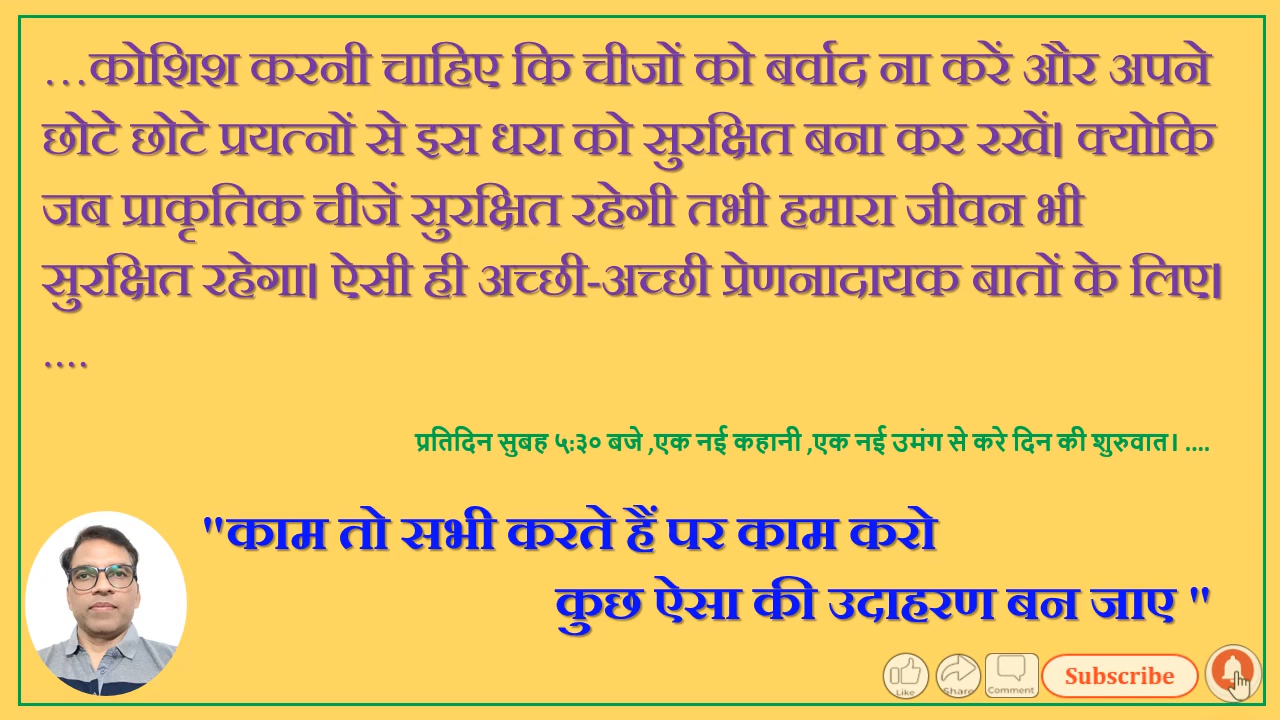 ...कोशिश करनी चाहिए कि चीजों को बर्वाद ना करें और अपने
छोटे छोटे प्रयत्नों से इस धरा को सुरक्षित बना कर रखें| क्योकि
जब प्राकृतिक चीजें सुरक्षित रहेगी तभी हमारा जीवन भी
सुरक्षित रहेगा| ऐसी ही अच्छी-अच्छी प्रेणनादायक बातों के लिए|
....
प्रतिदिन सुबह ५:३० बजे ,एक नई कहानी ,एक नई उमंग से करे दिन की शुरुवात। ....
"काम तो सभी करते हैं पर काम करो
कुछ ऐसा की उदाहरण बन जाए "
Like Share Comment Subscribe